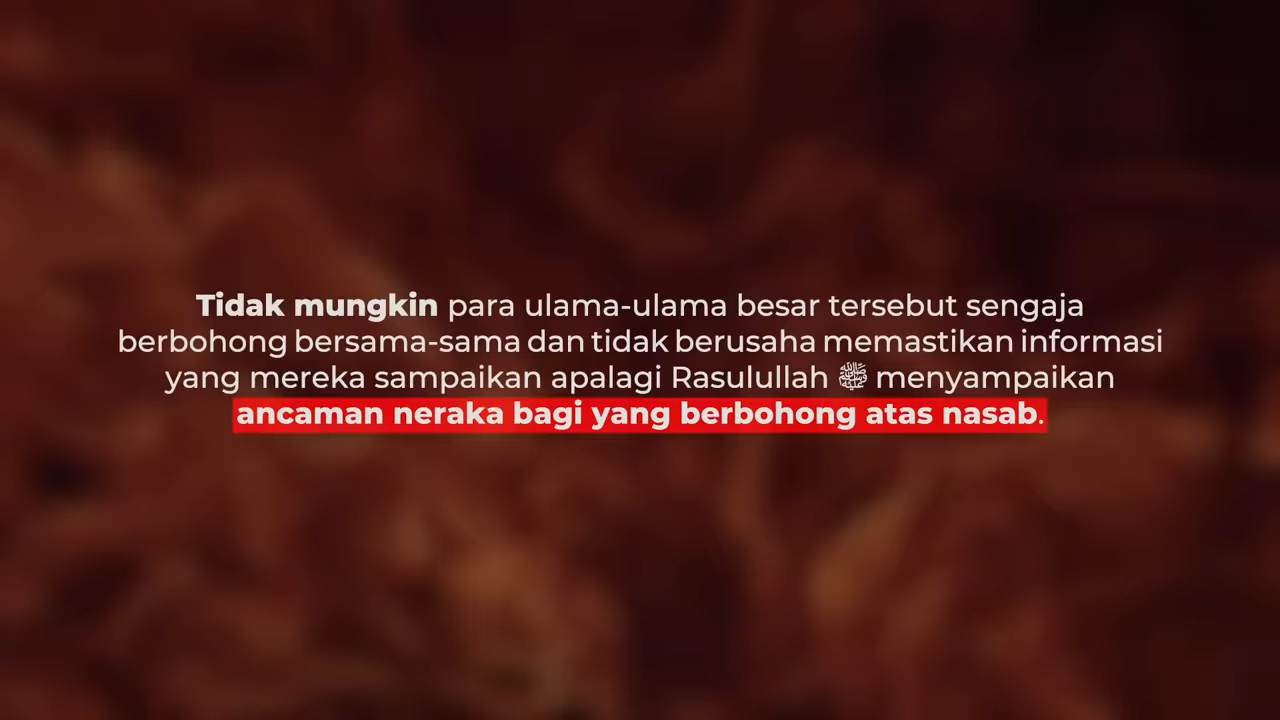 Tidak mungkin para ulama-ulama besar tersebut sengaja
berbohong bersama-sama dan tidak berusaha memastikan informasi
yang mereka sampaikan apalagi Rasulullah ﷺ menyampaikan
ancaman neraka bagi yang berbohong atas nasab.